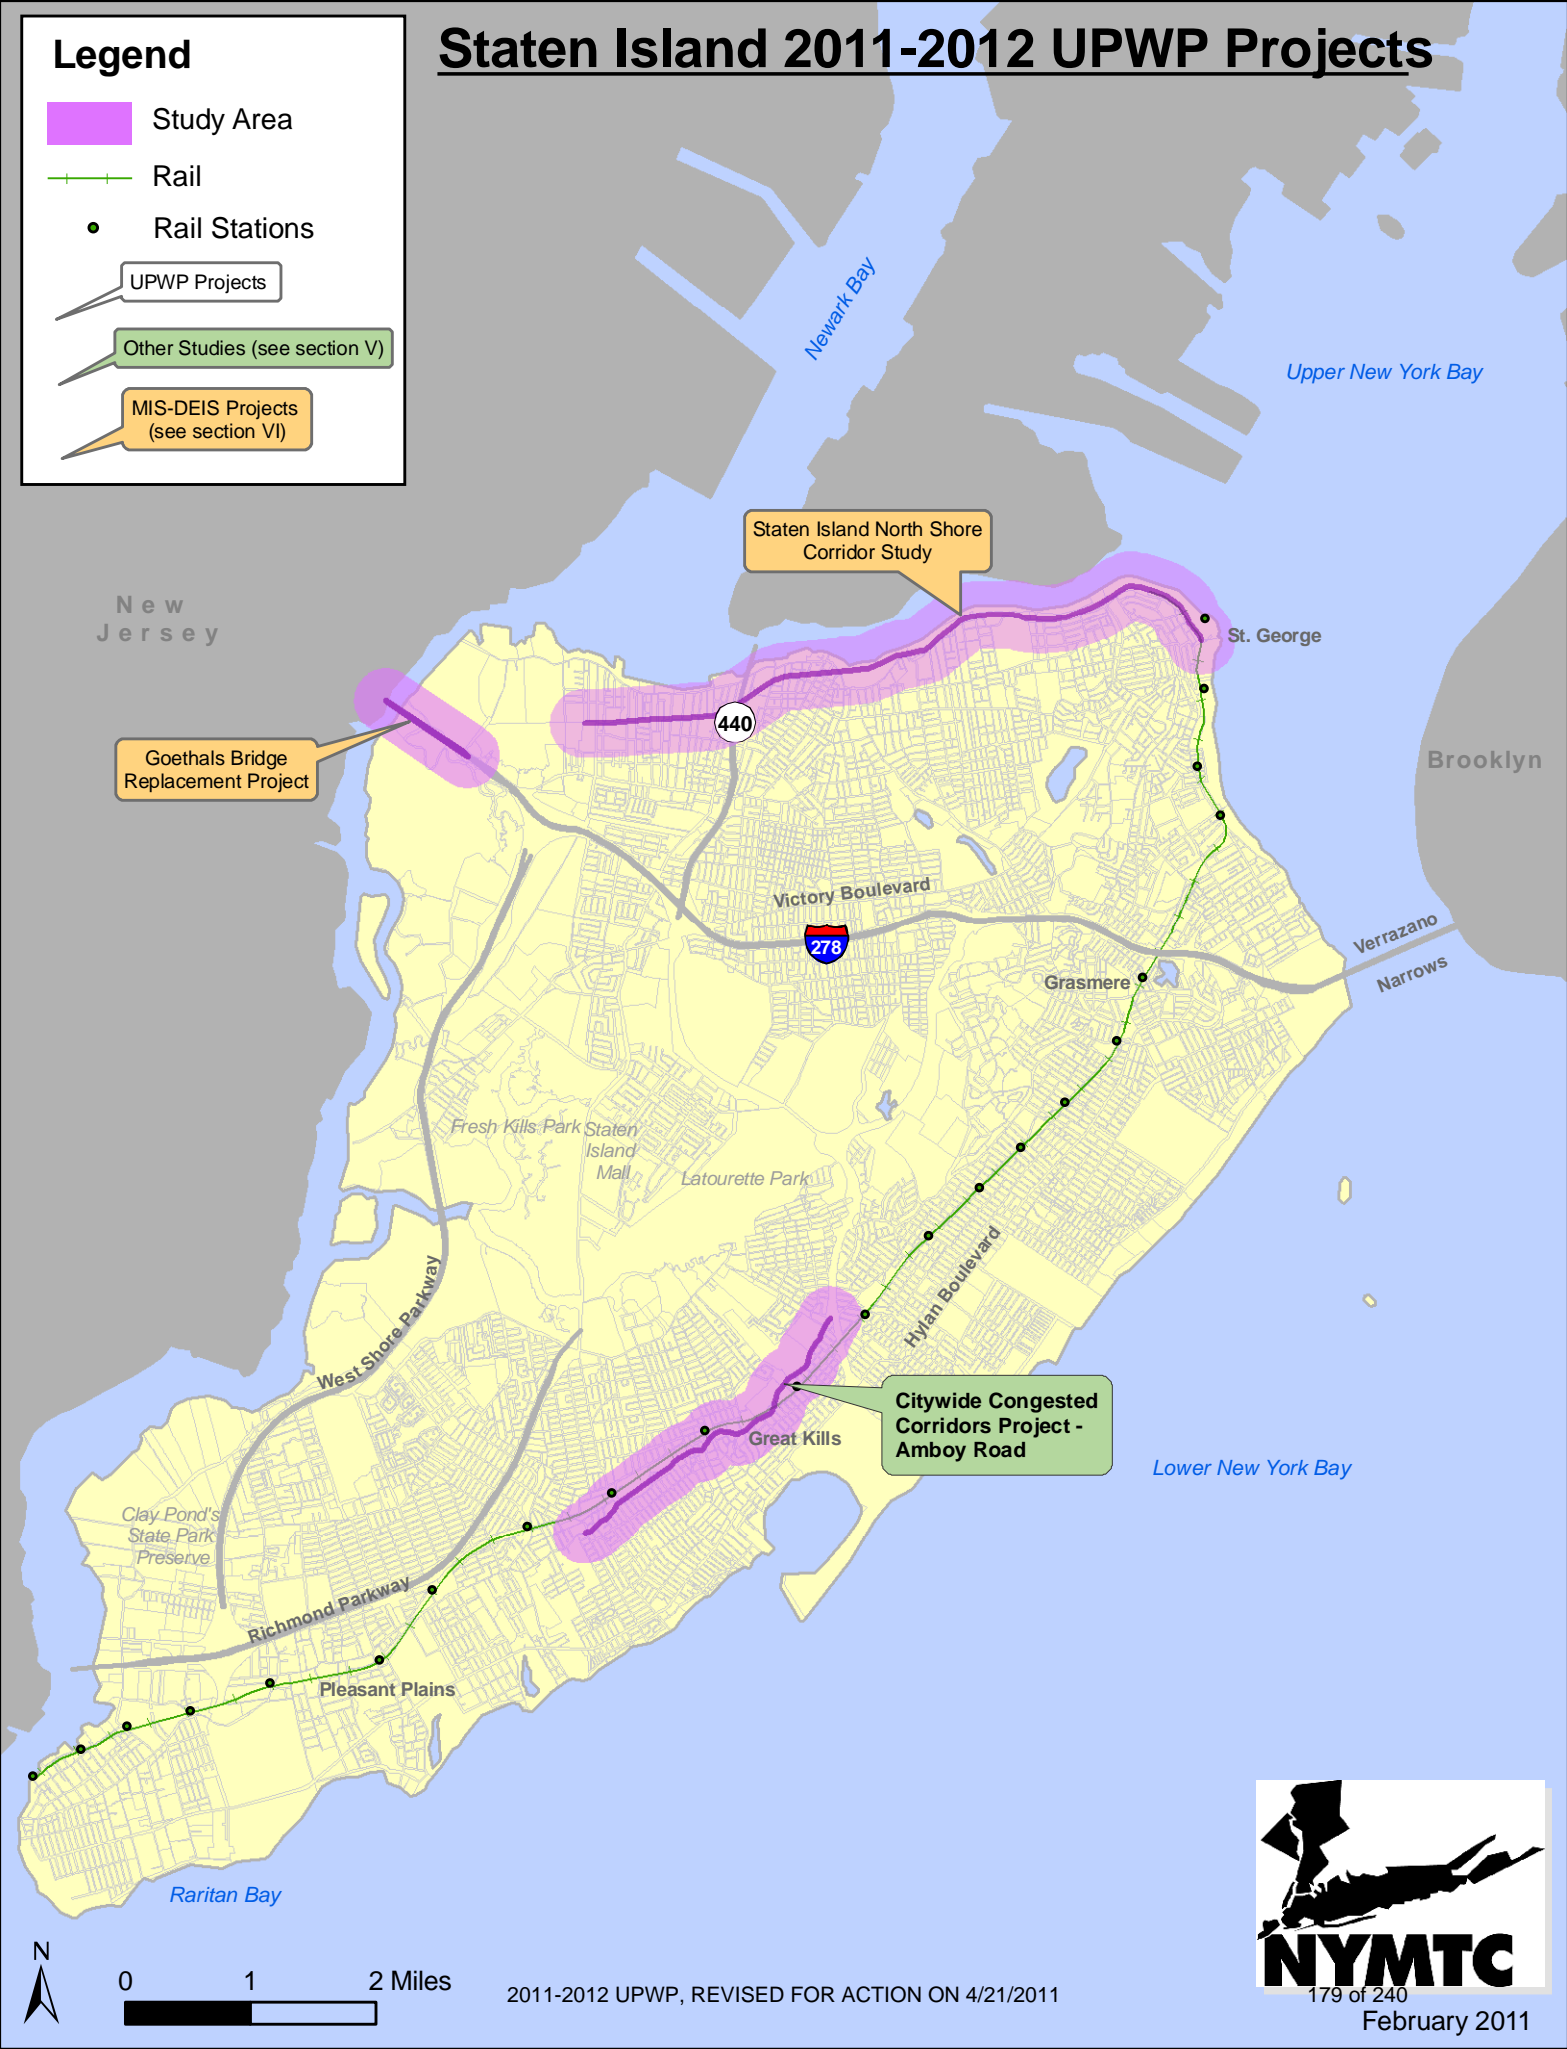 Staten Island 2011-2012 UPWP Projects
Legend
Study Area
Rail
Rail Stations
UPWP Projects
Other Studies (see section V)
MIS-DEIS Projects
(see section VI)
Newark Bay
Upper New York Bay
Staten Island North Shore
Corridor Study
New
Jersey
St. George
440
Goethals Bridge
Replacement Project
Brooklyn
Victory Boulevard
278
Verrazano
Narrows
Grasmere
Fresh Kills Park
Staten
Island
Mall
Latourette Park
Hylan Boulevard
West Shore Parkway
Citywide Congested
Corridors Project -
Amboy Road
Great Kills
Lower New York Bay
Clay Pond's
State Park
Preserve
Richmond Parkway
Pleasant Plains
Raritan Bay
NYMTC
N
0 1 2 Miles
2011-2012 UPWP, REVISED FOR ACTION ON 4/21/2011
179 of 240
February 2011